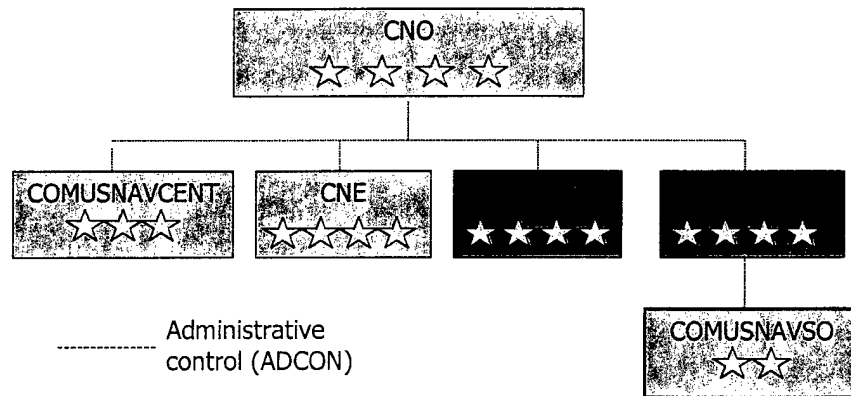 CNO
COMUSNAVCENT
CNE
COMUSNAVSO
Administrative
control (ADCON)